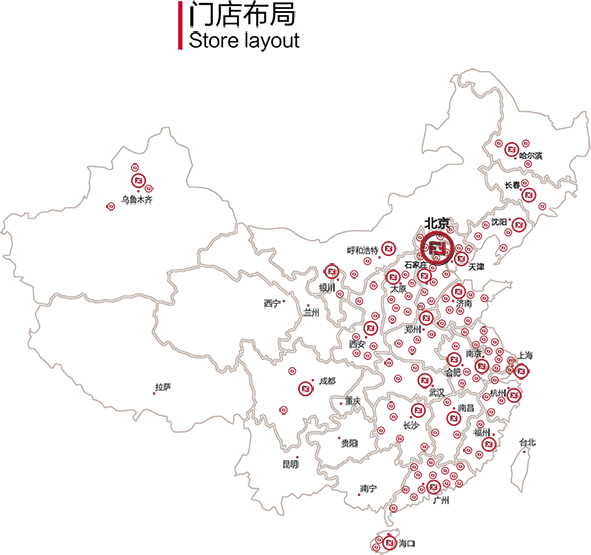 门店布局
Store layout
哈尔滨
乌鲁木齐
长春
沈阳
北京
呼和浩特
石家庄
天津
银川
太原
西宁
兰州
济南
郑州
西安
南京
上海
合肥
成都
拉萨
武汉
杭州
重庆
南昌
长沙
福州
贵阳
台北
昆明
南宁
广州
海口